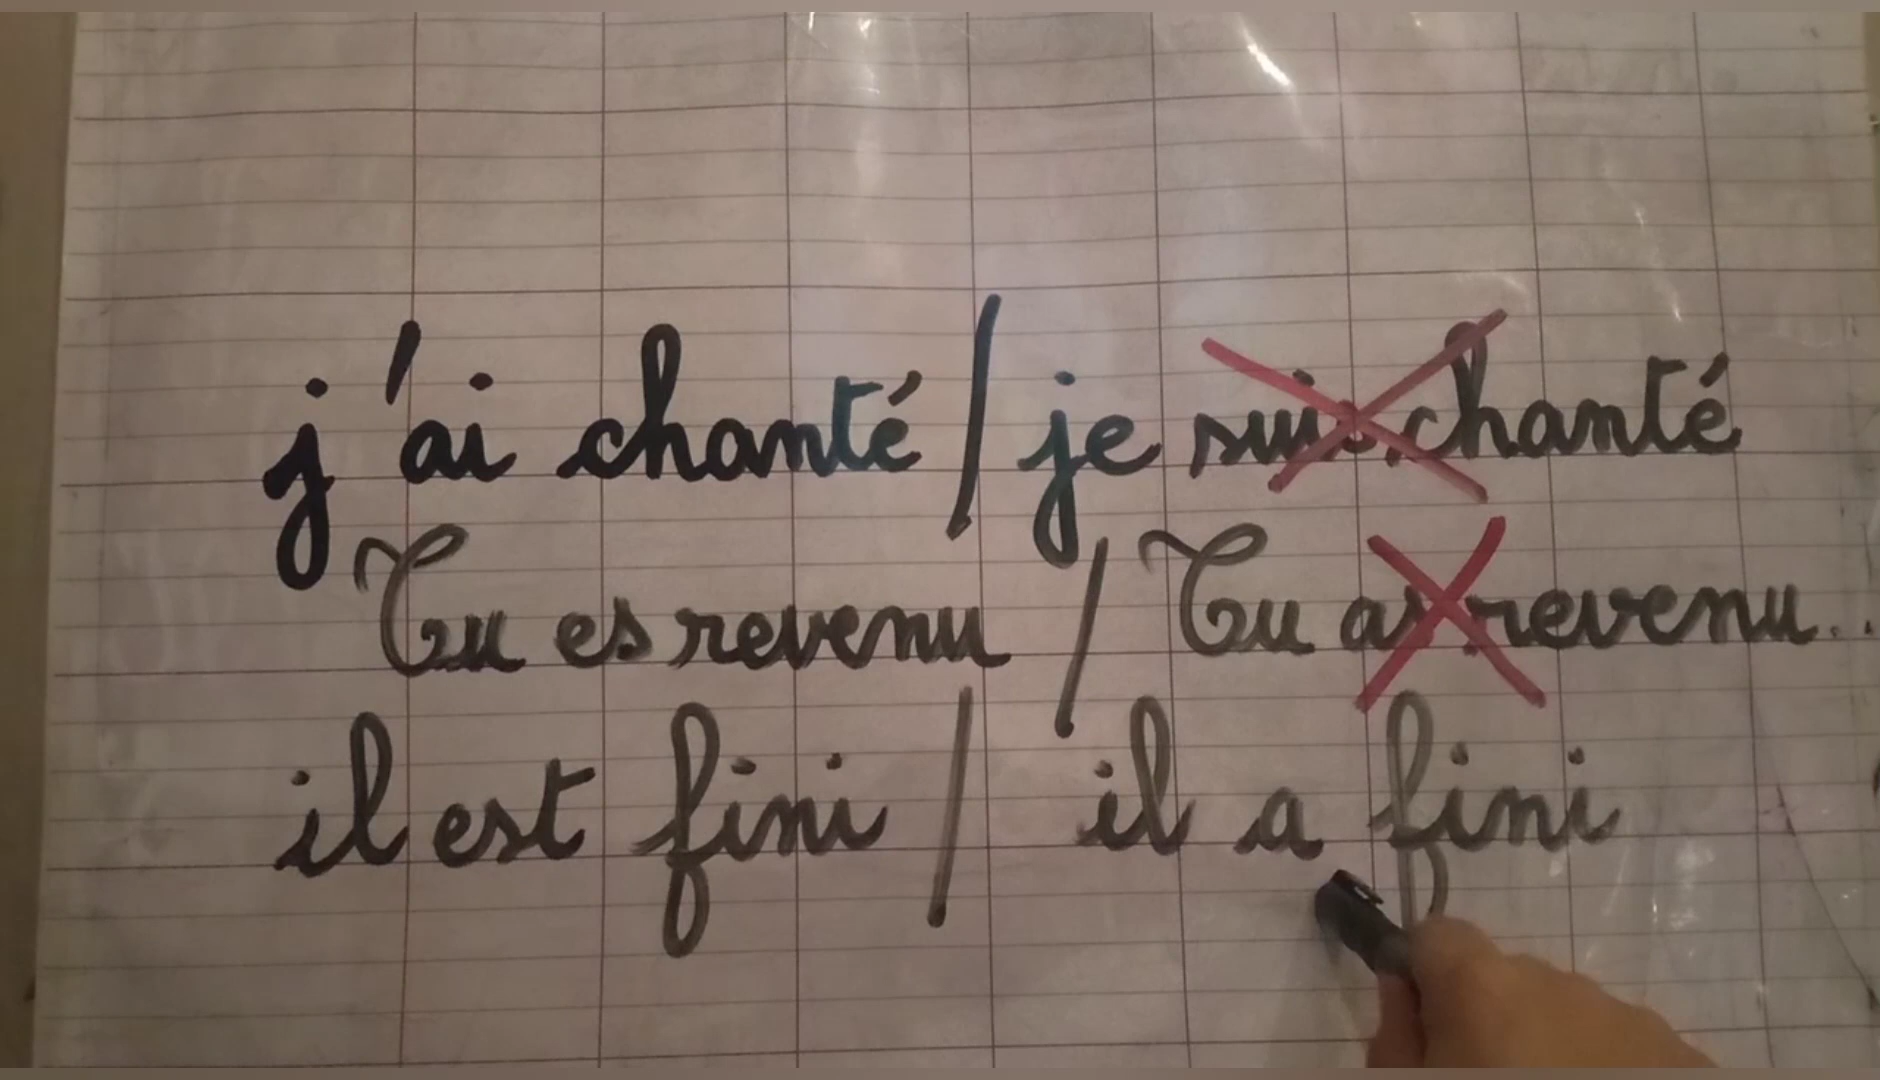 j'ai chanté / je suis chanté
Tu es revenu / Tu as revenu..
il est fini / il a fini